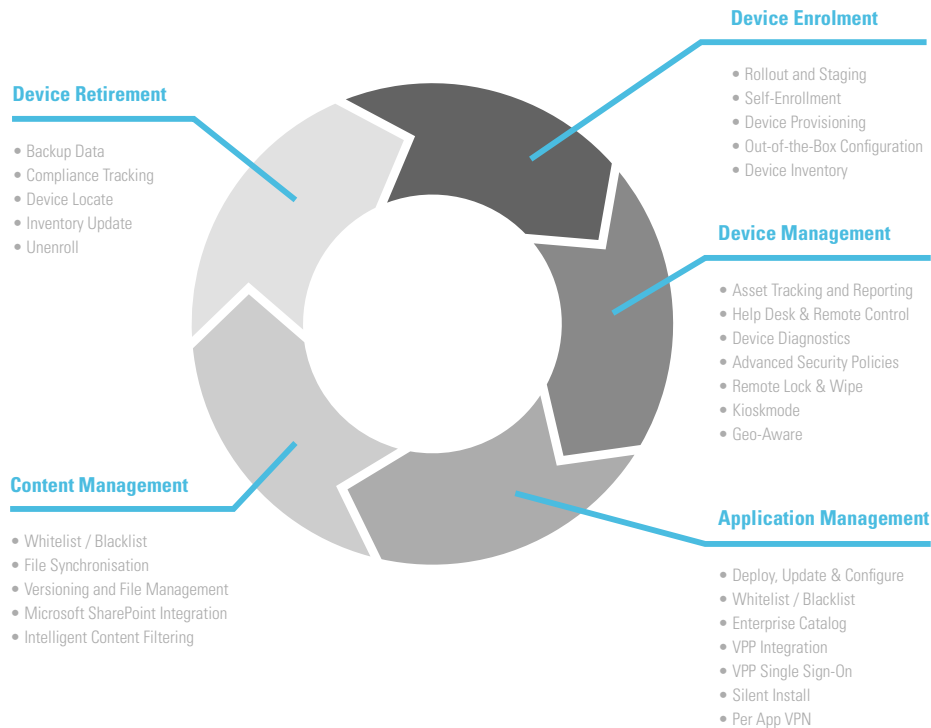 Device Enrolment
• Rollout and Staging
• Self-Enrollment
• Device Provisioning
• Out-of-the-Box Configuration
• Device Inventory
Device Management
• Asset Tracking and Reporting
• Help Desk & Remote Control
• Device Diagnostics
• Advanced Security Policies
• Remote Lock & Wipe
• Kioskmode
• Geo-Aware
Application Management
• Deploy, Update & Configure
• Whitelist / Blacklist
• Enterprise Catalog
• VPP Integration
• VPP Single Sign-On
• Silent Install
• Per App VPN
Content Management
• Whitelist / Blacklist
• File Synchronisation
• Versioning and File Management
• Microsoft SharePoint Integration
• Intelligent Content Filtering
Device Retirement
• Backup Data
• Compliance Tracking
• Device Locate
• Inventory Update
• Unenroll